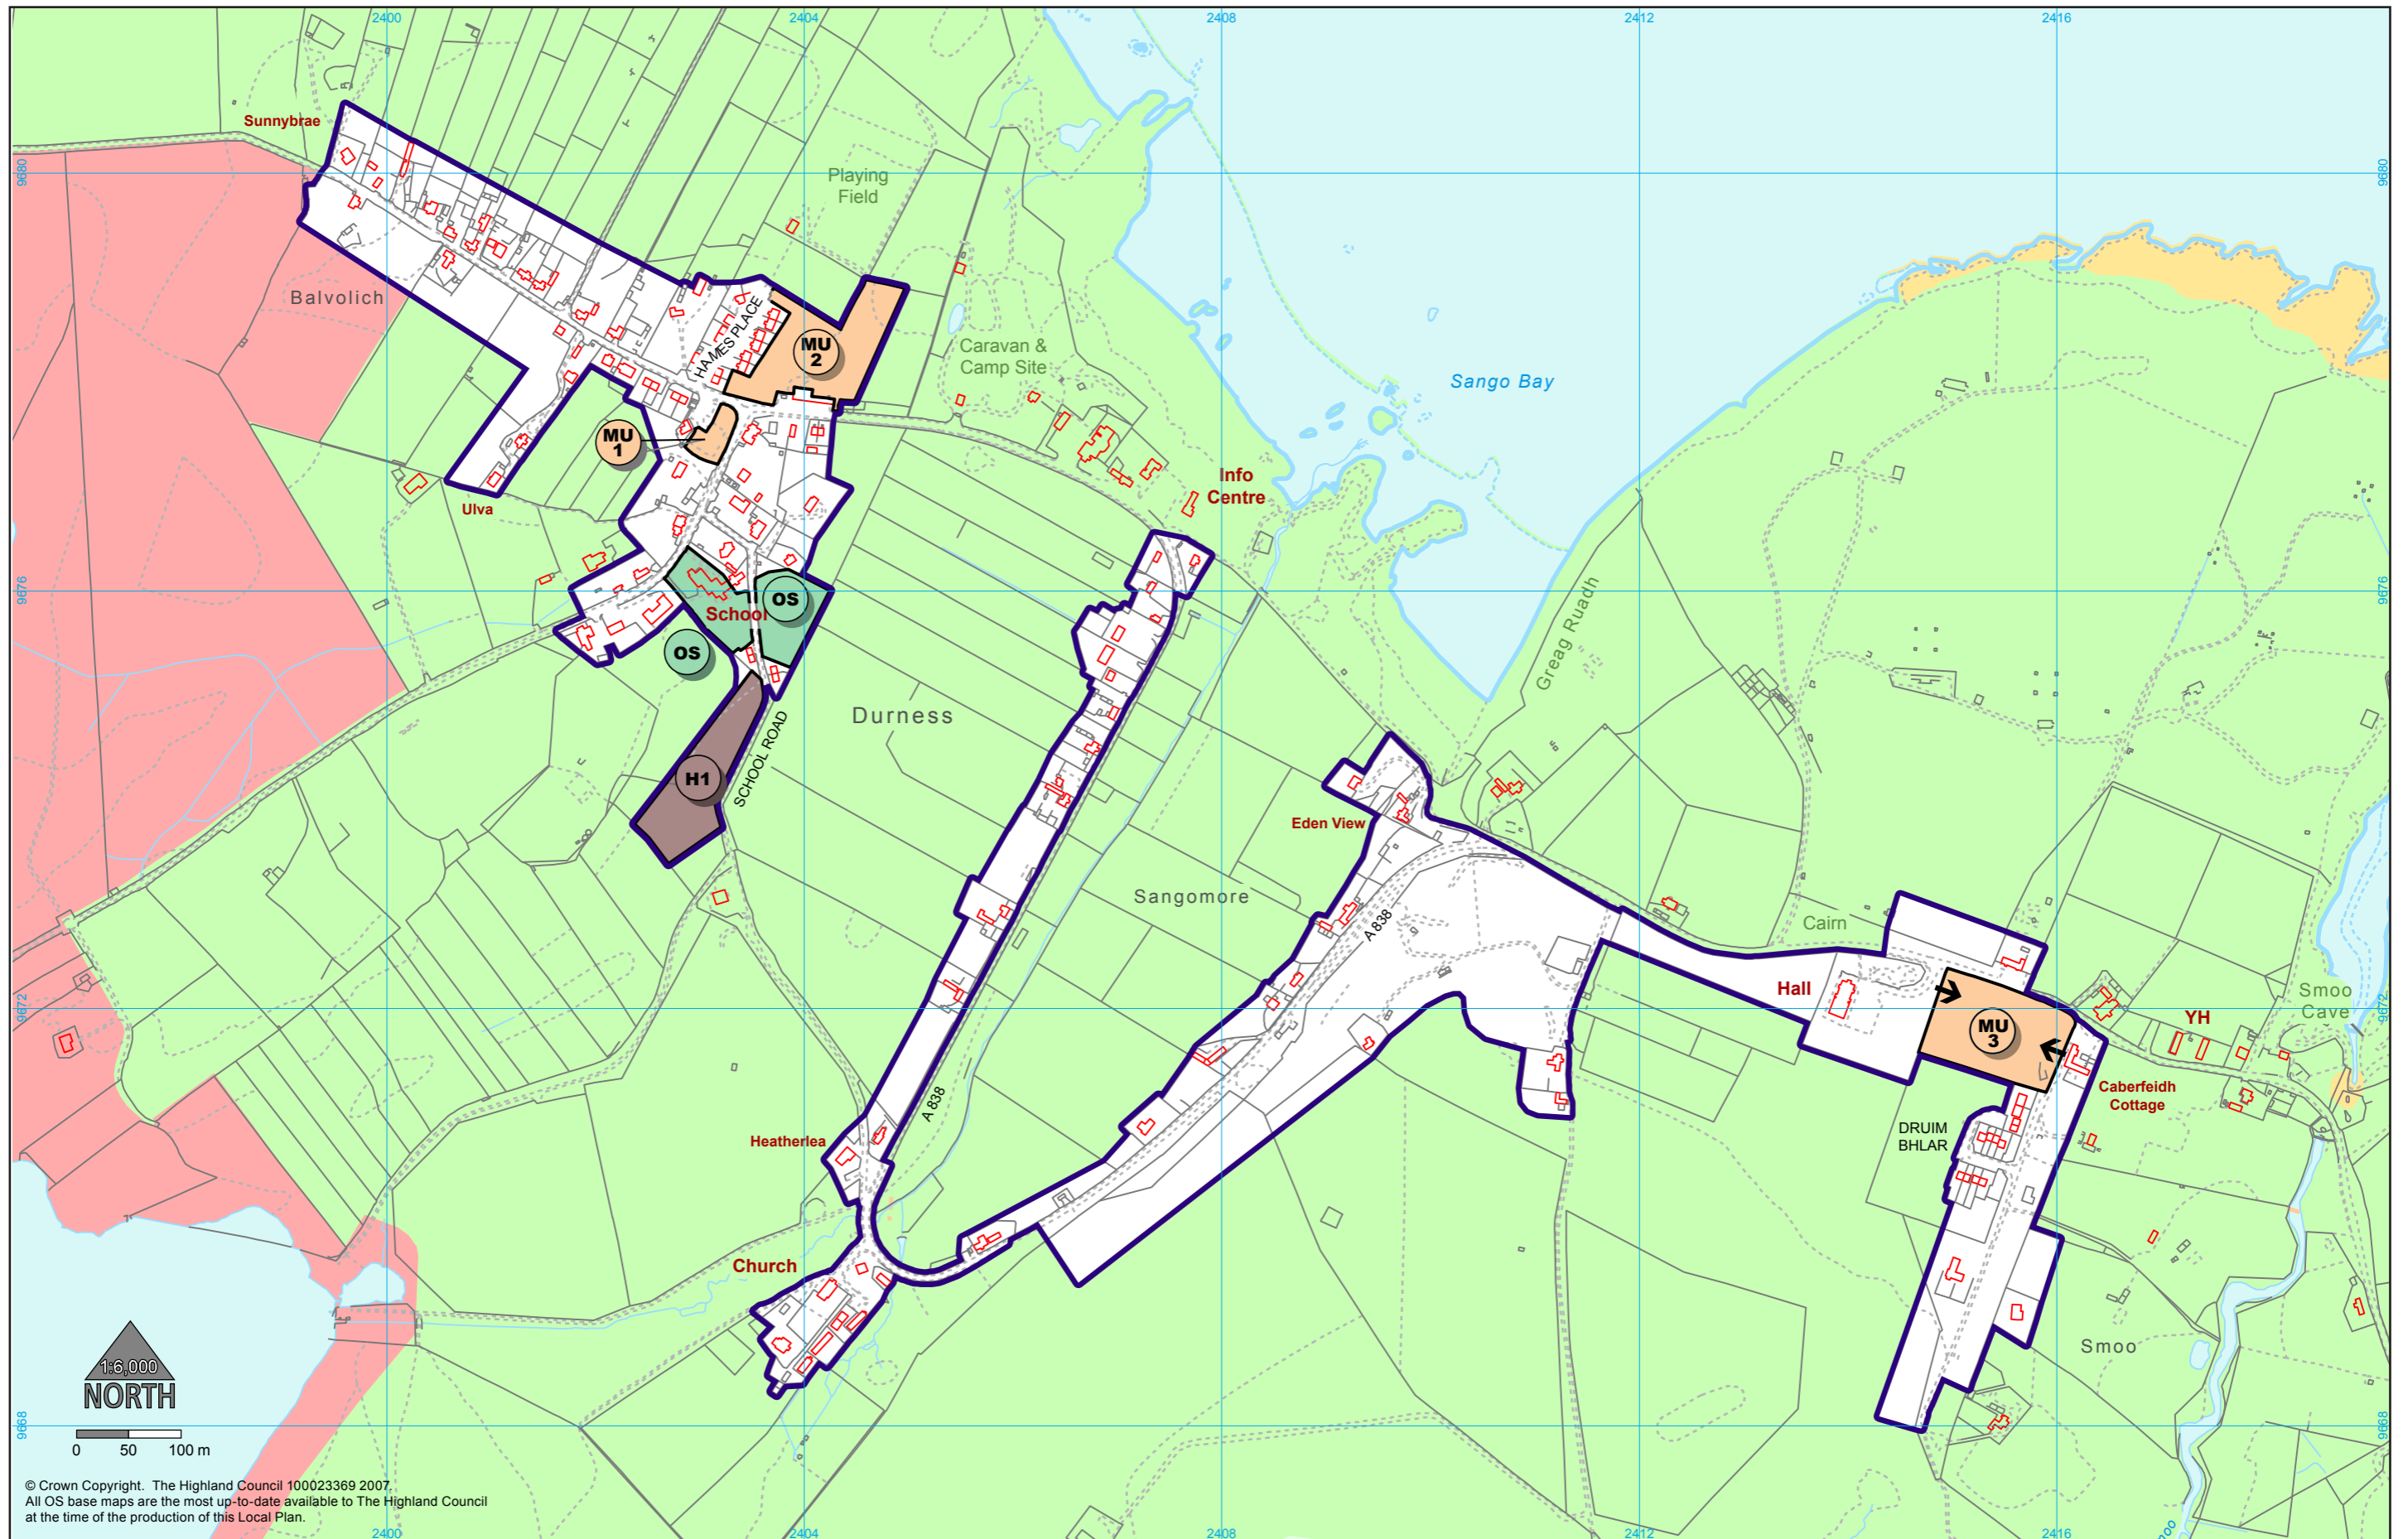 2400
2404
2408
2412
2416
Sunnybrae
9680
9680
Playing
Field
Balvolich
HAMES PLACE
MU
2
Caravan &
Camp Site
Sango Bay
MU
1
Info
Centre
Ulva
9676
9676
School
OS
OS
Greag Ruadh
Durness
H1
SCHOOL ROAD
Eden View
Sangomore
A 838
Cairn
Hall
MU
3
Smoo
Cave
YH
9672
9672
Caberfeidh
Cottage
A 838
Heatherlea
DRUIM
BHLAR
Church
Smoo
1:6,000
NORTH
0 50 100 m
9668
9668
© Crown Copyright. The Highland Council 100023369 2007.
All OS base maps are the most up-to-date available to The Highland Council
at the time of the production of this Local Plan.
2400
2404
2408
2412
2416